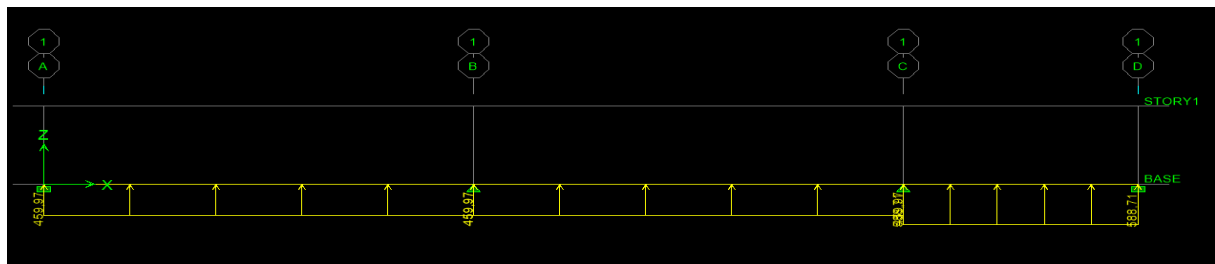 1 1 1 1
A B C D
STORY1
Z
X
BASE
459.97 459.97 588.71